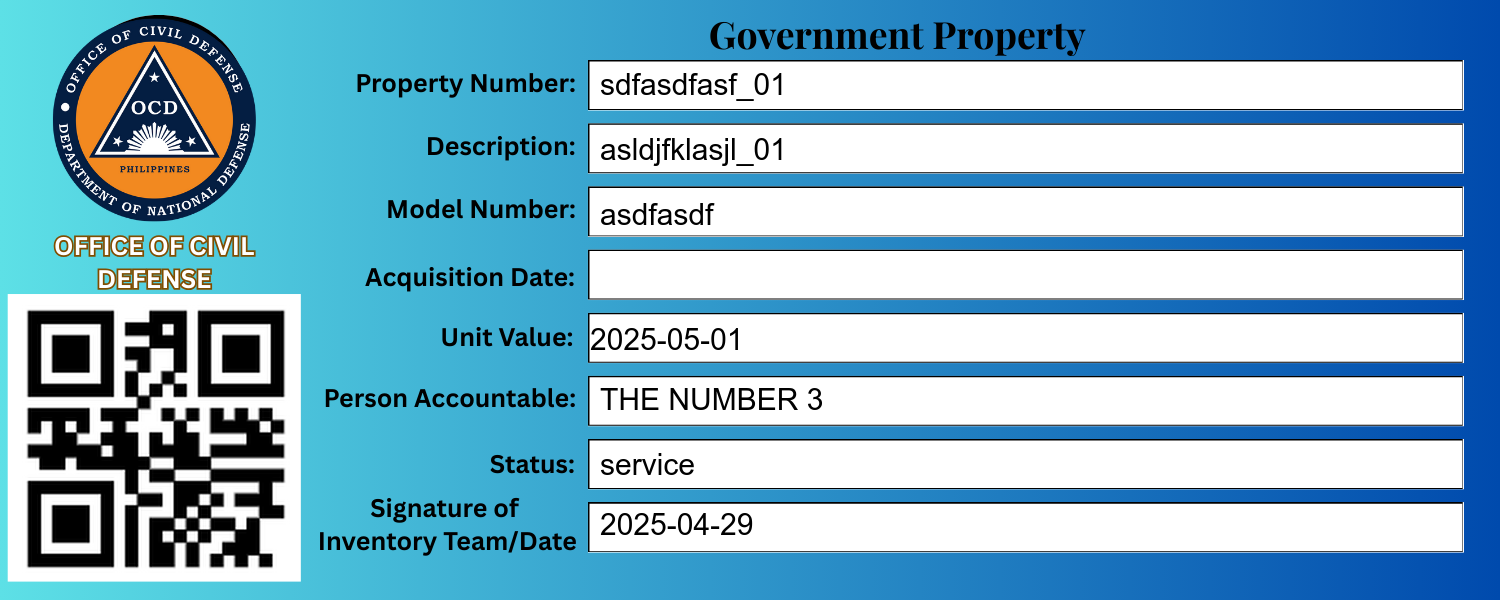 OFFICE OF CIVIL DEFENSE
DEPARTMENT OF NATIONAL DEFENSE
OCD
PHILIPPINES
OFFICE OF CIVIL
DEFENSE
Government Property
Property Number: sdfasdfasf_01
Description: asldjfklasjl_01
Model Number: asdfasdf
Acquisition Date:
Unit Value: 2025-05-01
Person Accountable: THE NUMBER 3
Status: service
Signature of
Inventory Team/Date 2025-04-29